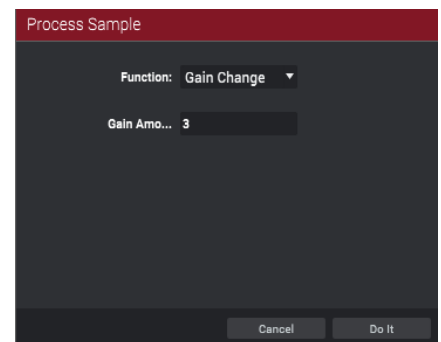 Process Sample
Function: Gain Change
Gain Amo... 3
Cancel Do It